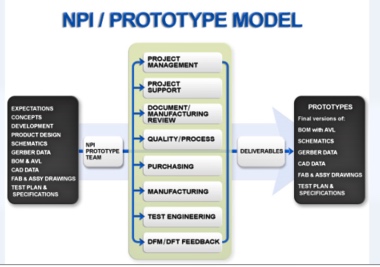 NPI / PROTOTYPE MODEL
EXPECTATIONS
CONCEPTS
DEVELOPMENT
PRODUCT DESIGN
SCHEMATICS
GERBER DATA
BOM & AVL
CAD DATA
FAB & ASSY DRAWINGS
TEST PLAN &
SPECIFICATIONS
NPI
PROTOTYPE
TEAM
PROJECT
MANAGEMENT
PROJECT
SUPPORT
DOCUMENT/
MANUFACTURING
REVIEW
QUALITY/PROCESS
PURCHASING
MANUFACTURING
TEST ENGINEERING
DFM/DFT FEEDBACK
DELIVERABLES
PROTOTYPES
Final versions of:
BOM with AVL
SCHEMATICS
GERBER DATA
CAD DATA
FAB & ASSY DRAWINGS
TEST PLAN &
SPECIFICATIONS